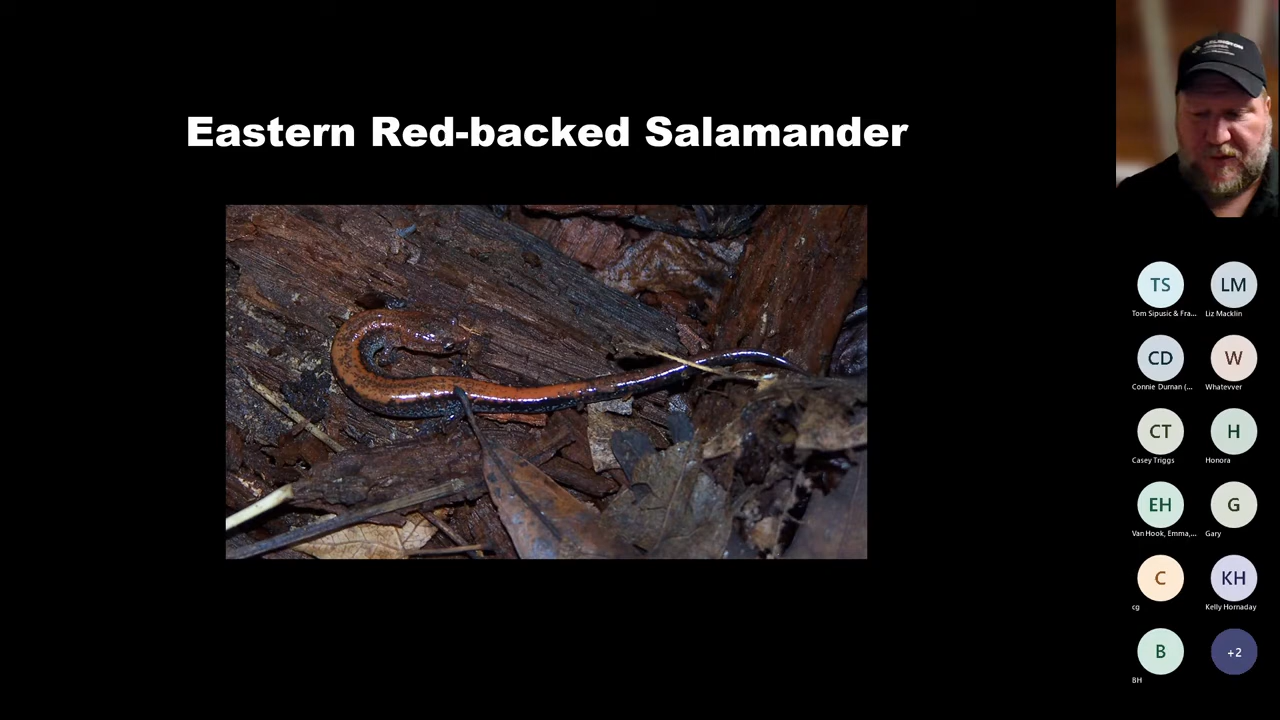 Eastern Red-backed Salamander
TS
LM
Tom Sipusic & Fra...
Liz Macklin
CD
W
Connie Durnan (...
Whatevver
CT
H
Casey Triggs
Honora
EH
G
Van Hook, Emma,...
Gary
C
KH
cg
Kelly Hornaday
B
+2
BH